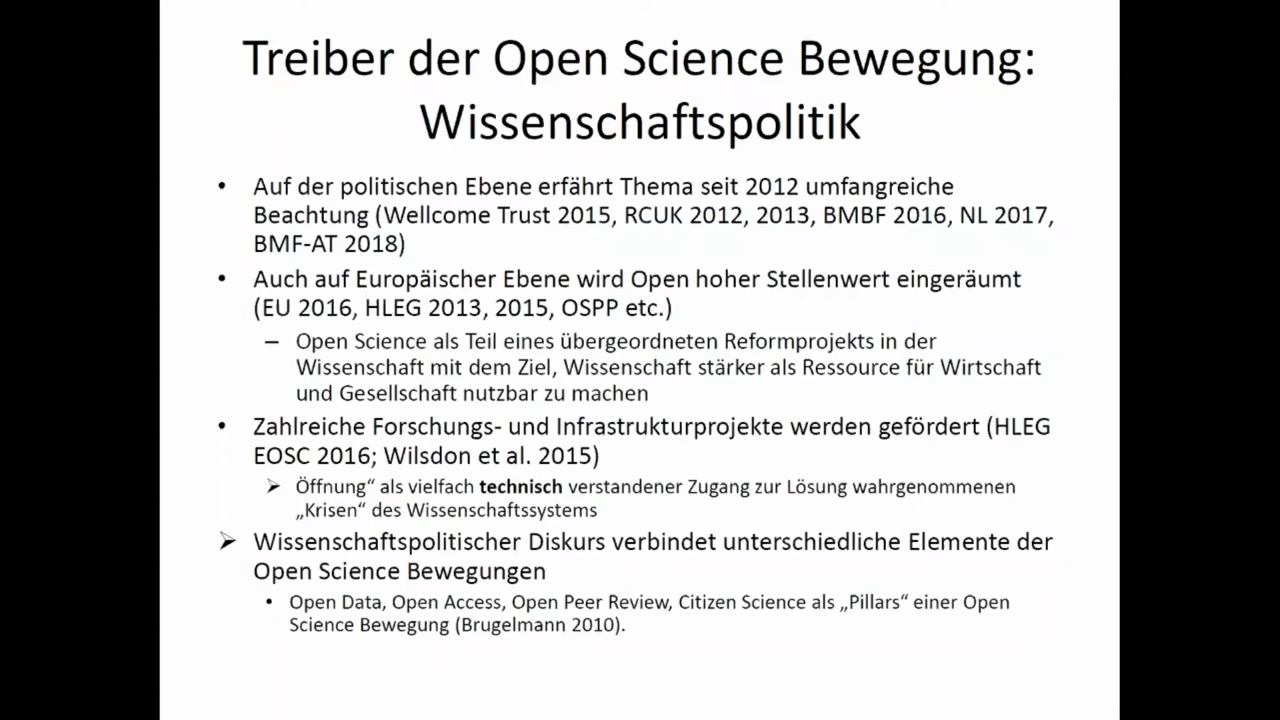 Treiber der Open Science Bewegung:
Wissenschaftspolitik
• Auf der politischen Ebene erfährt Thema seit 2012 umfangreiche
Beachtung (Wellcome Trust 2015, RCUK 2012, 2013, BMBF 2016, NL 2017,
BMF-AT 2018)
• Auch auf Europäischer Ebene wird Open hoher Stellenwert eingeräumt
(EU 2016, HLEG 2013, 2015, OSPP etc.)
– Open Science als Teil eines übergeordneten Reformprojekts in der
Wissenschaft mit dem Ziel, Wissenschaft stärker als Ressource für Wirtschaft
und Gesellschaft nutzbar zu machen
• Zahlreiche Forschungs- und Infrastrukturprojekte werden gefördert (HLEG
EOSC 2016; Wilsdon et al. 2015)
➢ Öffnung“ als vielfach technisch verstandener Zugang zur Lösung wahrgenommenen
„Krisen“ des Wissenschaftssystems
➢ Wissenschaftspolitischer Diskurs verbindet unterschiedliche Elemente der
Open Science Bewegungen
• Open Data, Open Access, Open Peer Review, Citizen Science als „Pillars“ einer Open
Science Bewegung (Brugelmann 2010).